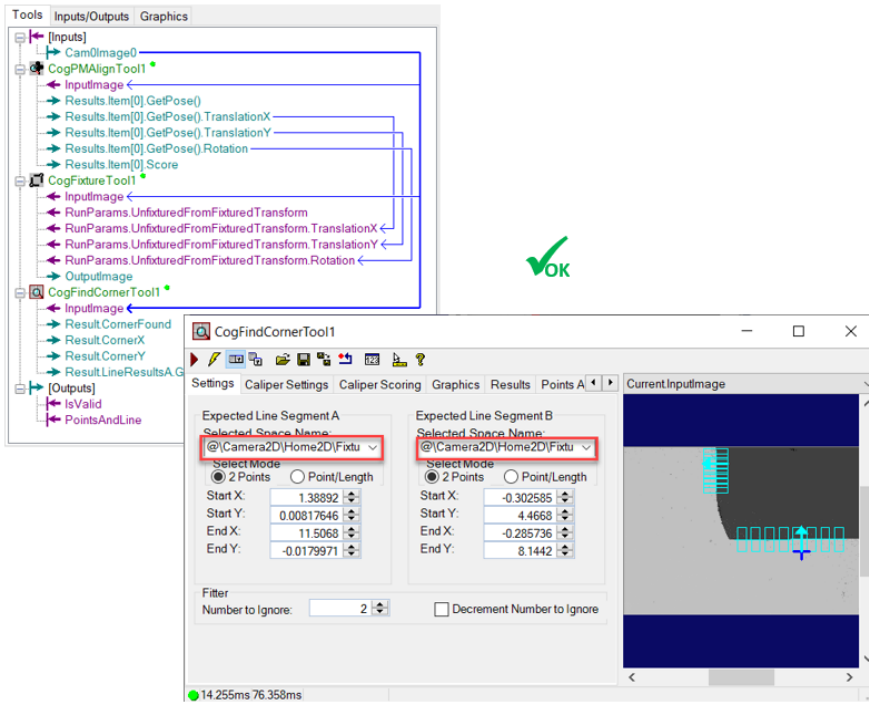 Tools Inputs/Outputs Graphics
[Inputs]
Cam0Image0
CogPMAlignTool1
InputImage
Results.Item[0].GetPose()
Results.Item[0].GetPose().TranslationX
Results.Item[0].GetPose().TranslationY
Results.Item[0].GetPose().Rotation
Results.Item[0].Score
CogFixtureTool1
InputImage
RunParams.UnfixturedFromFixturedTransform
RunParams.UnfixturedFromFixturedTransform.TranslationX
RunParams.UnfixturedFromFixturedTransform.TranslationY
RunParams.UnfixturedFromFixturedTransform.Rotation
OutputImage
CogFindCornerTool1
InputImage
Result.CornerFound
Result.CornerX
Result.CornerY
Result.LineResultsA.G
[Outputs]
IsValid
PointsAndLine
OK
CogFindCornerTool1
Settings Caliper Settings Caliper Scoring Graphics Results Points A
Current.InputImage
Expected Line Segment A Expected Line Segment B
Selected Space Name: Selected Space Name:
@\Camera2D\Home2D\Fixtu @\Camera2D\Home2D\Fixtu
Select Mode Select Mode
2 Points Point/Length 2 Points Point/Length
Start X: 1.38892 Start X: -0.302585
Start Y: 0.00817646 Start Y: 4.4668
End X: 11.5068 End X: -0.285736
End Y: -0.0179971 End Y: 8.1442
Fitter
Number to Ignore: 2 Decrement Number to Ignore
14.255ms 76.358ms